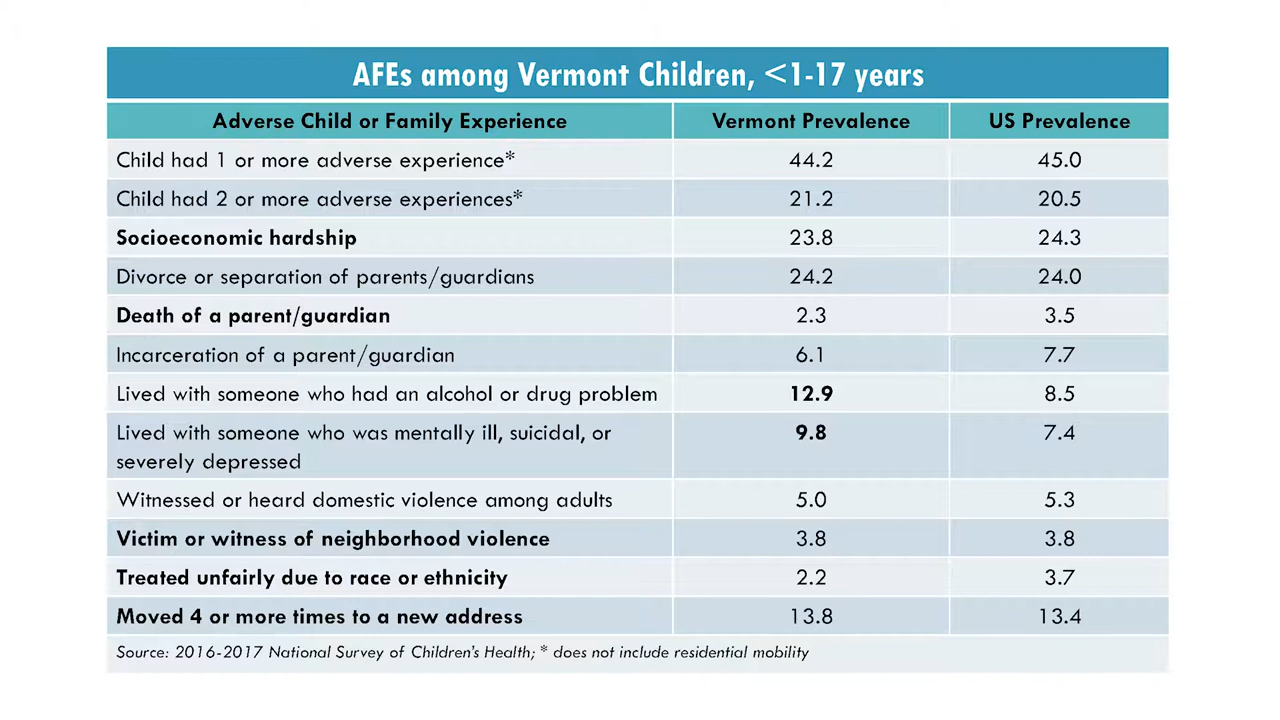 AFEs among Vermont Children, <1-17 years
Adverse Child or Family Experience Vermont Prevalence US Prevalence
Child had 1 or more adverse experience* 44.2 45.0
Child had 2 or more adverse experiences* 21.2 20.5
Socioeconomic hardship 23.8 24.3
Divorce or separation of parents/guardians 24.2 24.0
Death of a parent/guardian 2.3 3.5
Incarceration of a parent/guardian 6.1 7.7
Lived with someone who had an alcohol or drug problem 12.9 8.5
Lived with someone who was mentally ill, suicidal, or 9.8 7.4
severely depressed
Witnessed or heard domestic violence among adults 5.0 5.3
Victim or witness of neighborhood violence 3.8 3.8
Treated unfairly due to race or ethnicity 2.2 3.7
Moved 4 or more times to a new address 13.8 13.4
Source: 2016-2017 National Survey of Children's Health; * does not include residential mobility